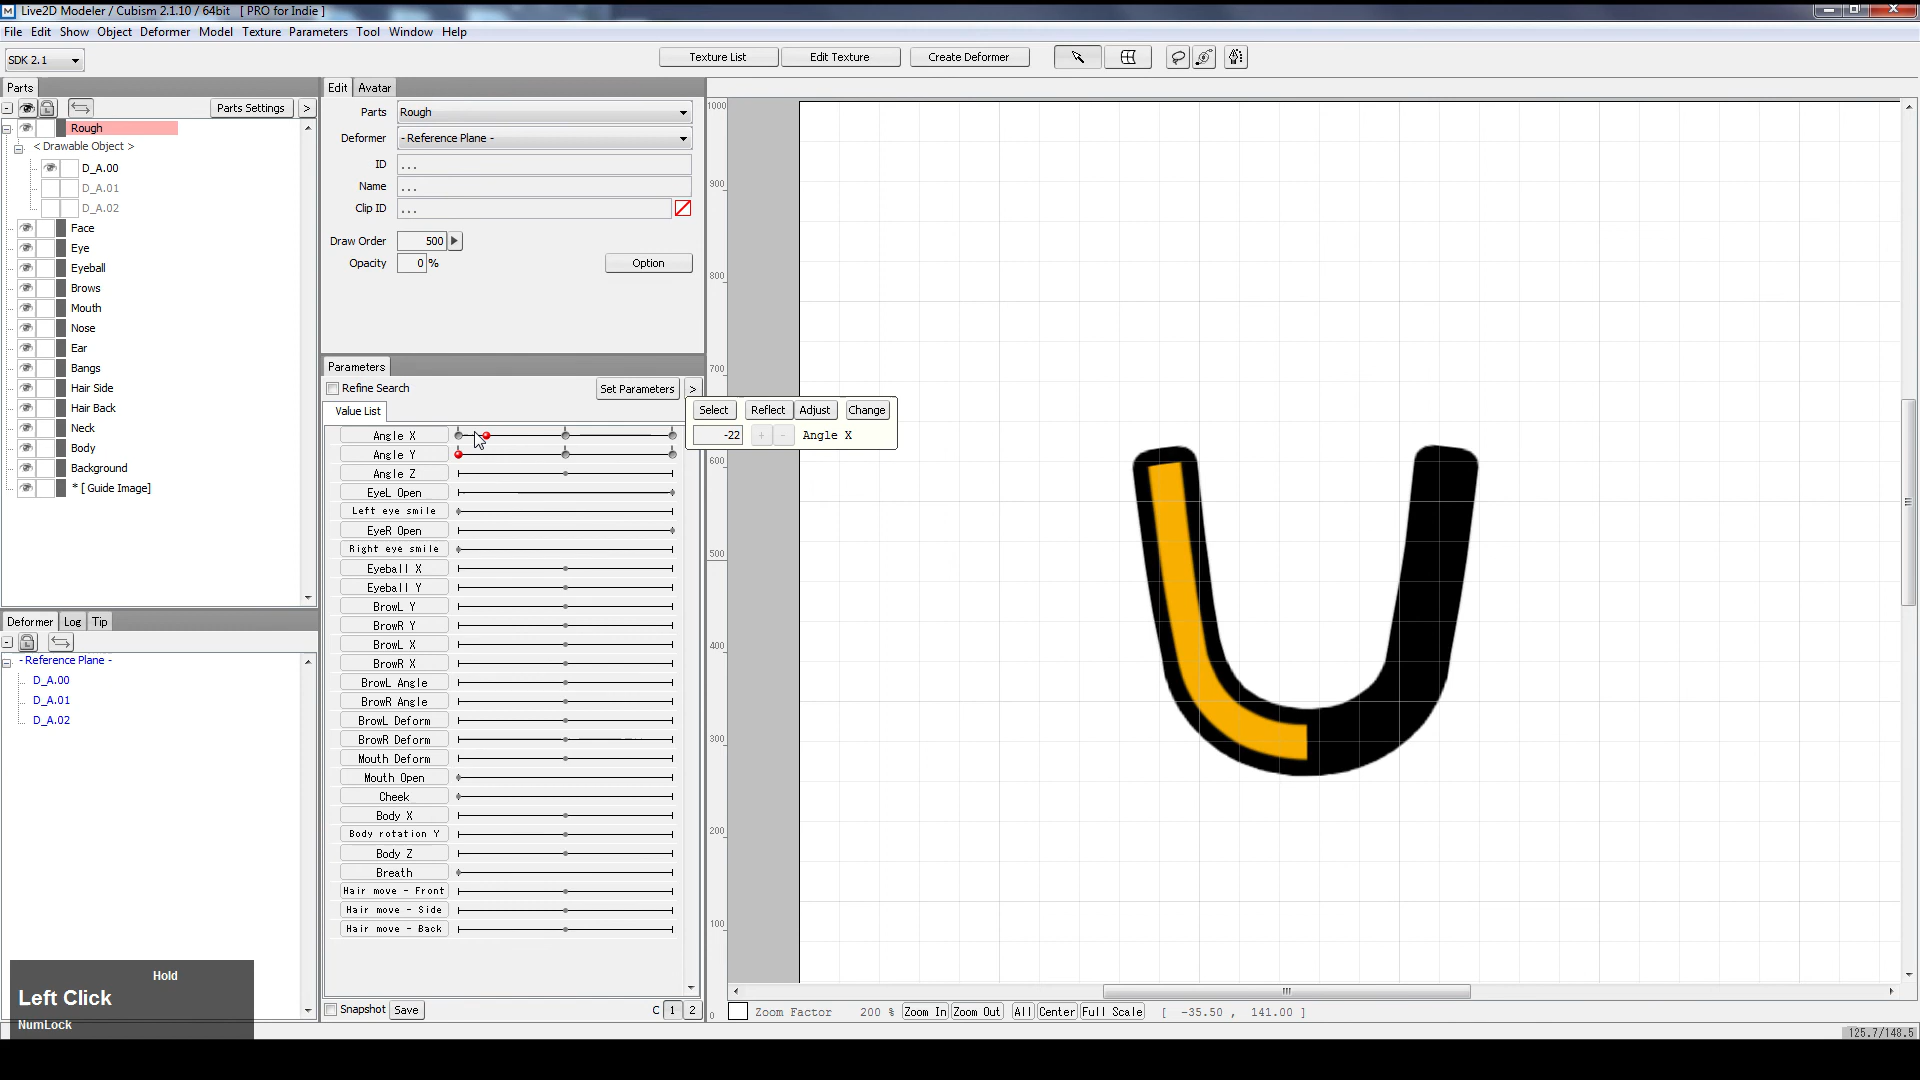 Live2D Modeler / Cubism 2.1.10 / 64bit [ PRO for Indie ]
File Edit Show Object Deformer Model Texture Parameters Tool Window Help
SDK 2.1
Texture List
Edit Texture
Create Deformer
Parts
Parts Settings
>
Rough
< Drawable Object >
D_A.00
D_A.01
D_A.02
Face
Eye
Eyeball
Brows
Mouth
Nose
Ear
Bangs
Hair Side
Hair Back
Neck
Body
Background
* [ Guide Image]
Deformer Log Tip
- Reference Plane -
D_A.00
D_A.01
D_A.02
Hold
Left Click
NumLock
Edit Avatar
Parts Rough
Deformer - Reference Plane -
ID ...
Name ...
Clip ID ...
Draw Order 500
Opacity 0 %
Option
Parameters
Refine Search
Set Parameters
>
Value List
Angle X
Angle Y
Angle Z
EyeL Open
Left eye smile
EyeR Open
Right eye smile
Eyeball X
Eyeball Y
BrowL Y
BrowR Y
BrowL X
BrowR X
BrowL Angle
BrowR Angle
BrowL Deform
BrowR Deform
Mouth Deform
Mouth Open
Cheek
Body X
Body rotation Y
Body Z
Breath
Hair move - Front
Hair move - Side
Hair move - Back
Snapshot Save
C 1 2
Select Reflect Adjust Change
-22 + - Angle X
1000
900
800
700
600
500
400
300
200
100
0
Zoom Factor 200 % Zoom In Zoom Out All Center Full Scale [ -35.50 , 141.00 ]
125.7/148.5